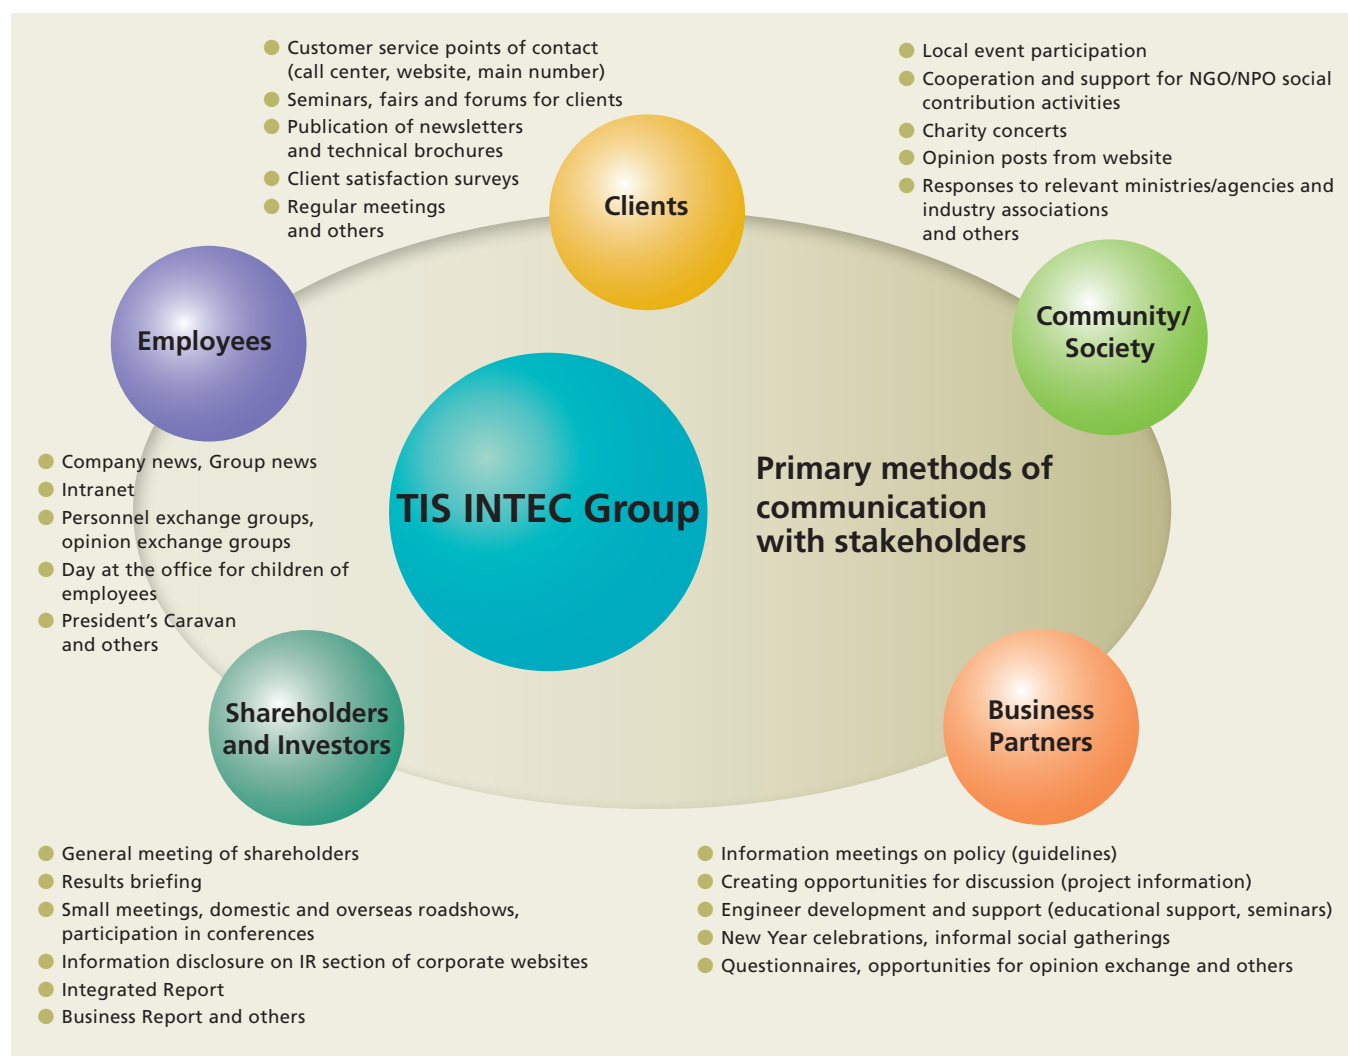 Customer service points of contact
(call center, website, main number)
Seminars, fairs and forums for clients
Publication of newsletters
and technical brochures
Client satisfaction surveys
Regular meetings
and others
Clients
Local event participation
Cooperation and support for NGO/NPO social
contribution activities
Charity concerts
Opinion posts from website
Responses to relevant ministries/agencies and
industry associations
and others
Community/
Society
Employees
Company news, Group news
Intranet
Personnel exchange groups,
opinion exchange groups
Day at the office for children of
employees
President’s Caravan
and others
TIS INTEC Group
Primary methods of
communication
with stakeholders
Shareholders
and Investors
General meeting of shareholders
Results briefing
Small meetings, domestic and overseas roadshows,
participation in conferences
Information disclosure on IR section of corporate websites
Integrated Report
Business Report and others
Business
Partners
Information meetings on policy (guidelines)
Creating opportunities for discussion (project information)
Engineer development and support (educational support, seminars)
New Year celebrations, informal social gatherings
Questionnaires, opportunities for opinion exchange and others